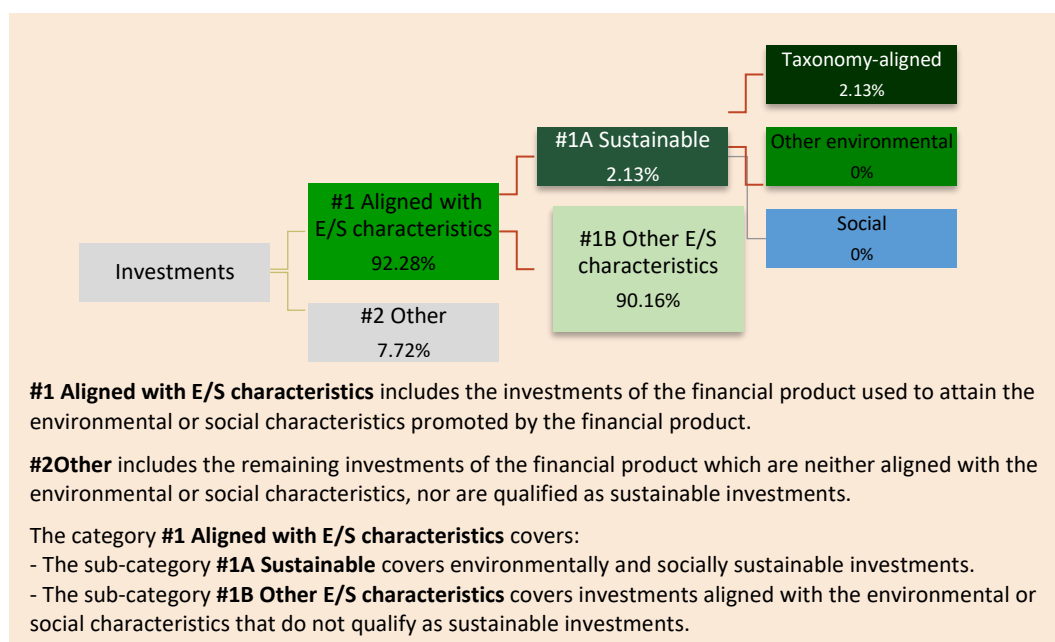 Taxonomy-aligned
2.13%
#1A Sustainable
2.13%
Other environmental
0%
#1 Aligned with
E/S characteristics
92.28%
#1B Other E/S
characteristics
90.16%
Social
0%
Investments
#2 Other
7.72%
#1 Aligned with E/S characteristics includes the investments of the financial product used to attain the
environmental or social characteristics promoted by the financial product.
#2Other includes the remaining investments of the financial product which are neither aligned with the
environmental or social characteristics, nor are qualified as sustainable investments.
The category #1 Aligned with E/S characteristics covers:
- The sub-category #1A Sustainable covers environmentally and socially sustainable investments.
- The sub-category #1B Other E/S characteristics covers investments aligned with the environmental or
social characteristics that do not qualify as sustainable investments.